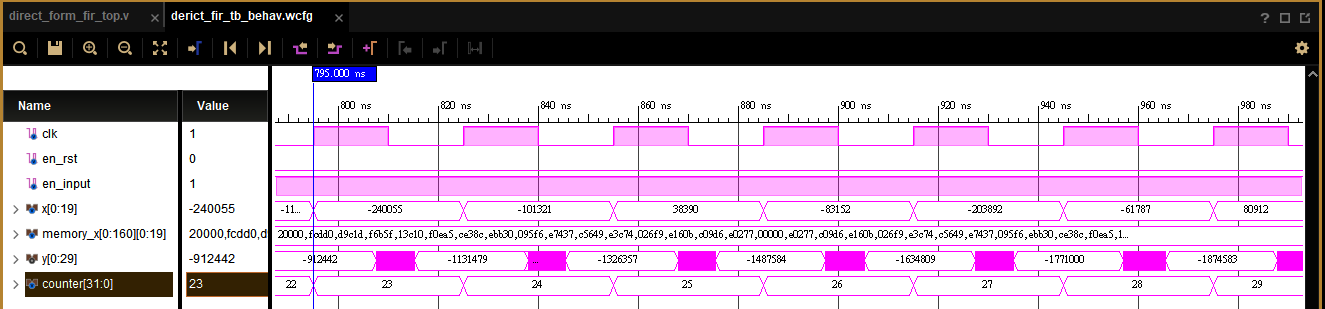 direct_form_fir_top.v × derict_fir_tb_behav.wcfg × ?
795.000 ns
Name Value
800 ns 820 ns 840 ns 860 ns 880 ns 900 ns 920 ns 940 ns 960 ns 980 ns
clk 1
en_rst 0
en_input 1
x[0:19] -240055 -11... -240055 -101321 38390 -83152 -203892 -61787 80912
memory_x[0:160][0:19] 20000,fcdd0,d 20000,fcdd0,d9c1d,f6b5f,13c10,f0ea5,ce38c,ebb30,095f6,e7437,c5649,e3c74,026f9,e160b,c09d6,e0277,00000,e0277,c09d6,e160b,026f9,e3c74,c5649,e7437,095f6,ebb30,ce38c,f0ea5,1...
y[0:29] -912442 -912442 -1131479 ... -1326357 -1487584 -1634809 -1771000 -1874583
counter[31:0] 23 22 23 24 25 26 27 28 29